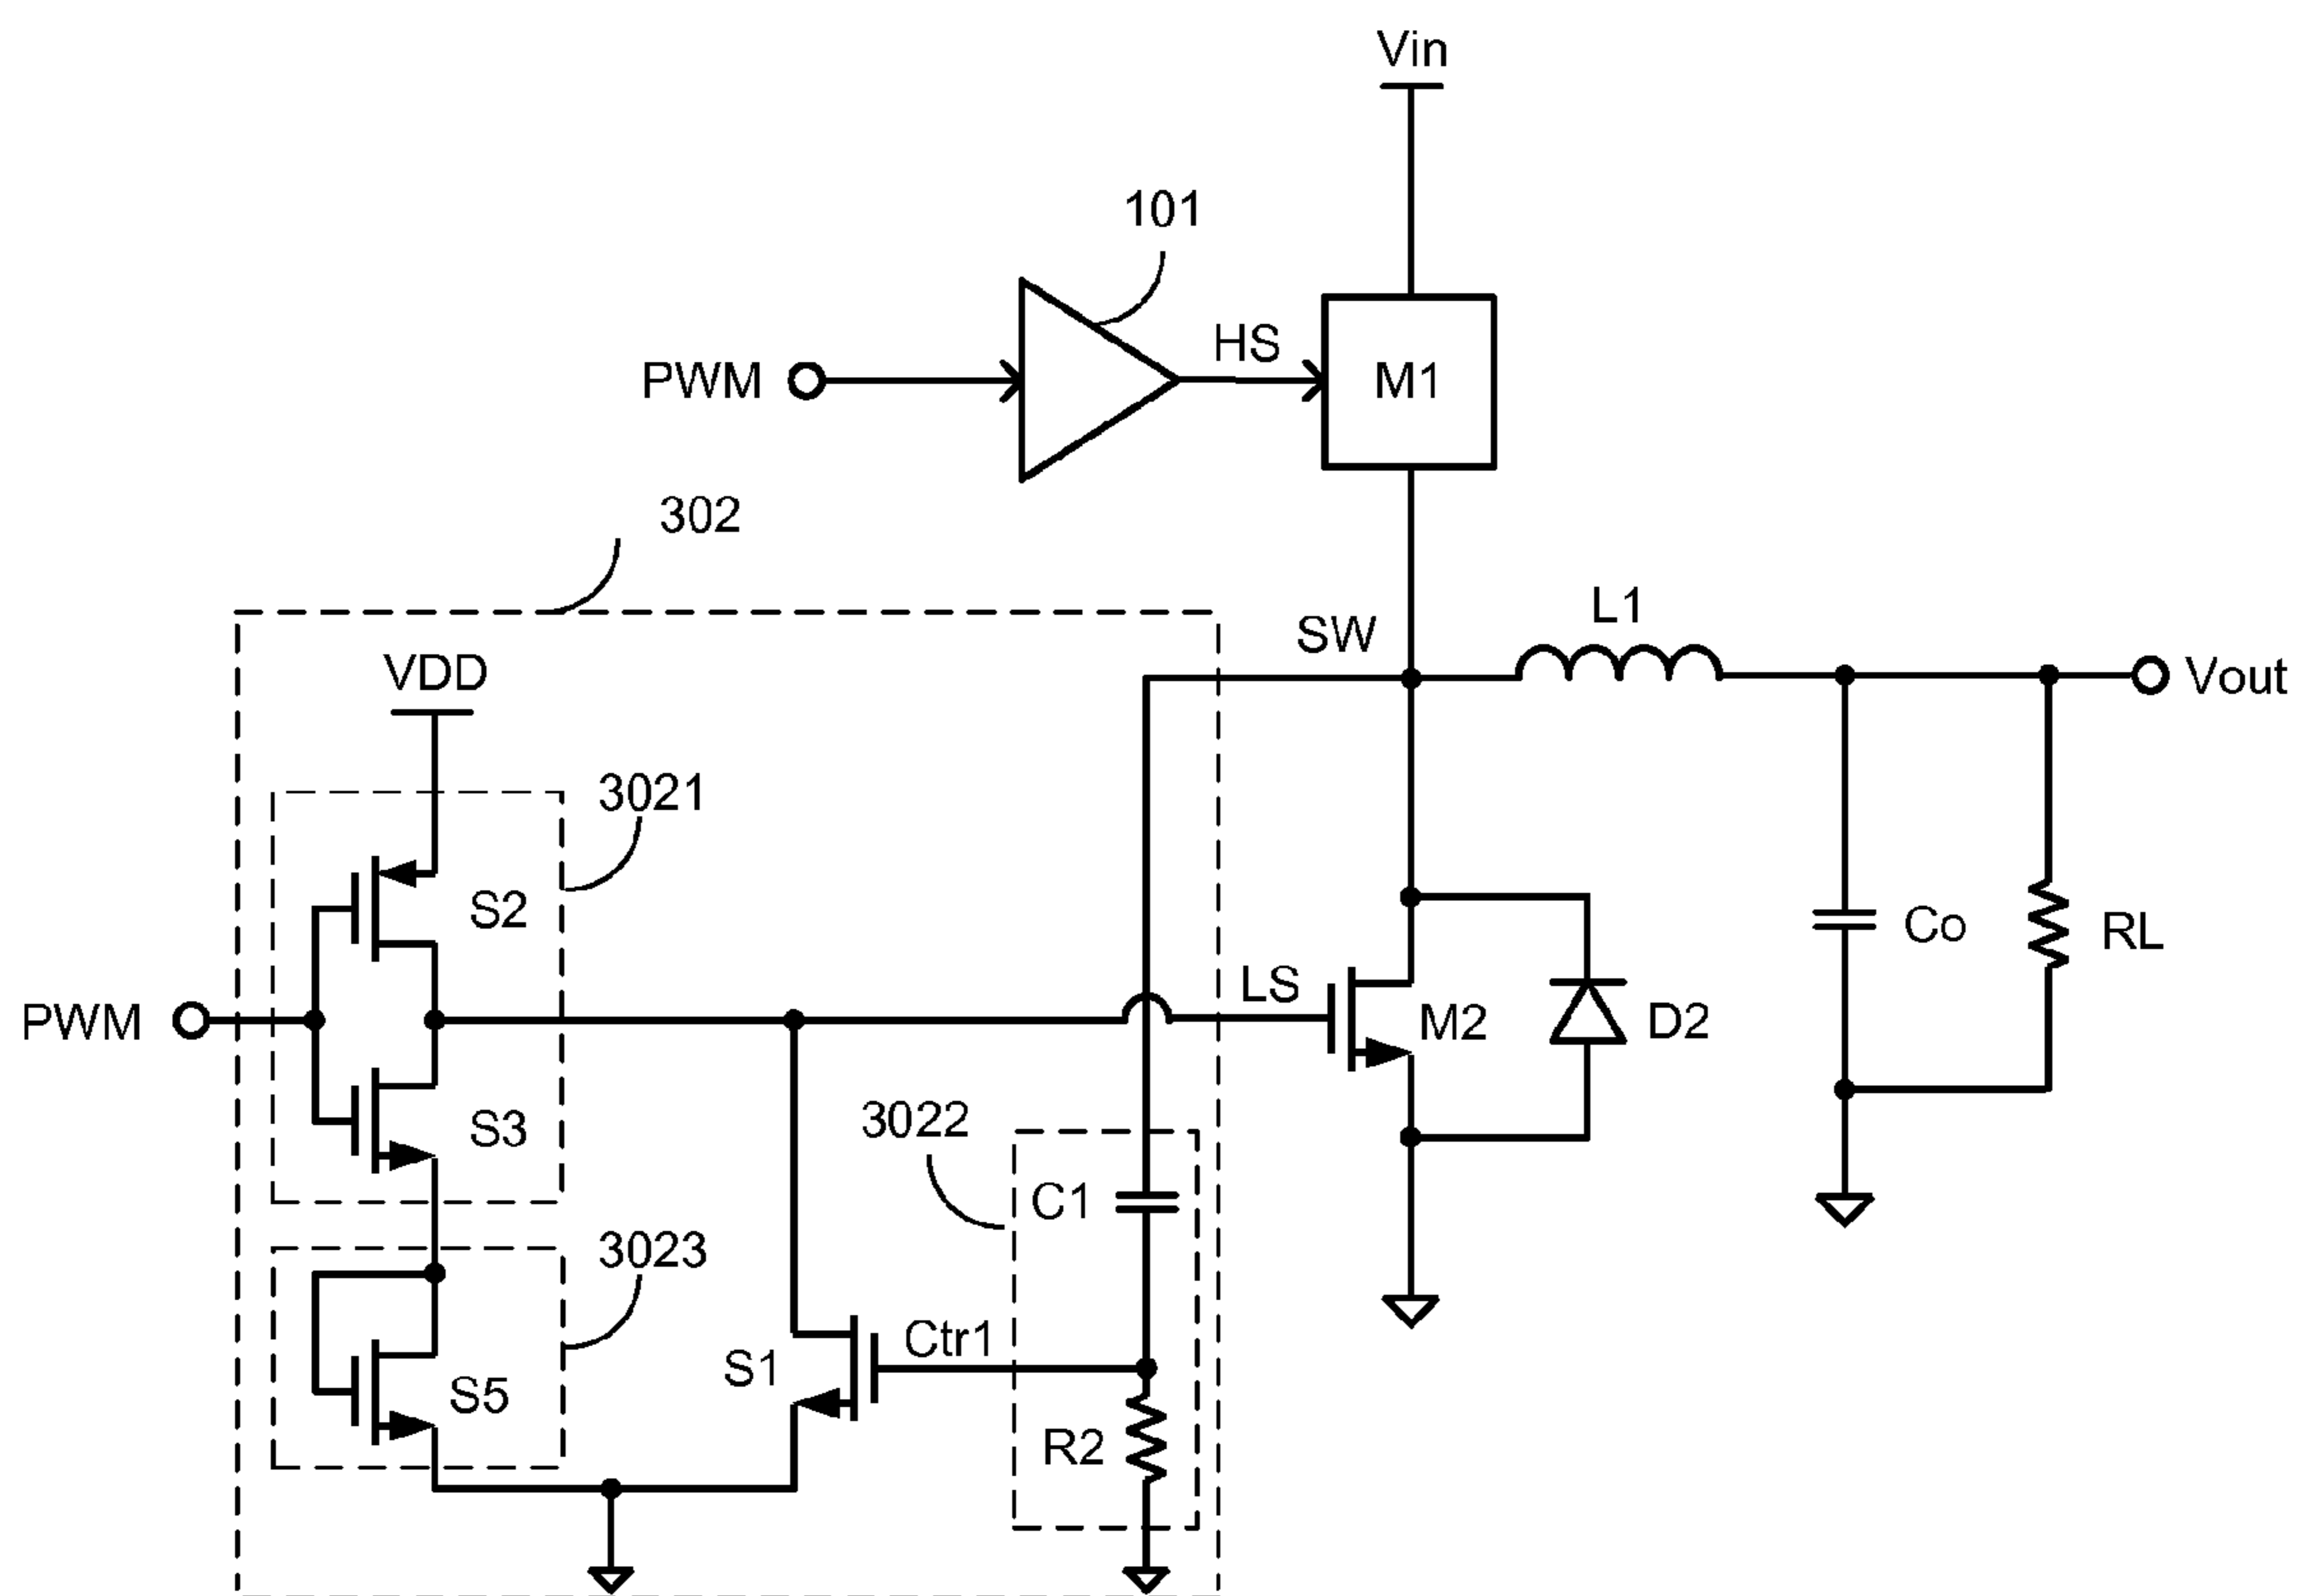 Vin
101
HS
PWM
M1
302
L1
SW
VDD
Vout
3021
S2
Co
RL
LS
PWM
M2
D2
S3
3022
C1
3023
Ctr1
S1
S5
R2